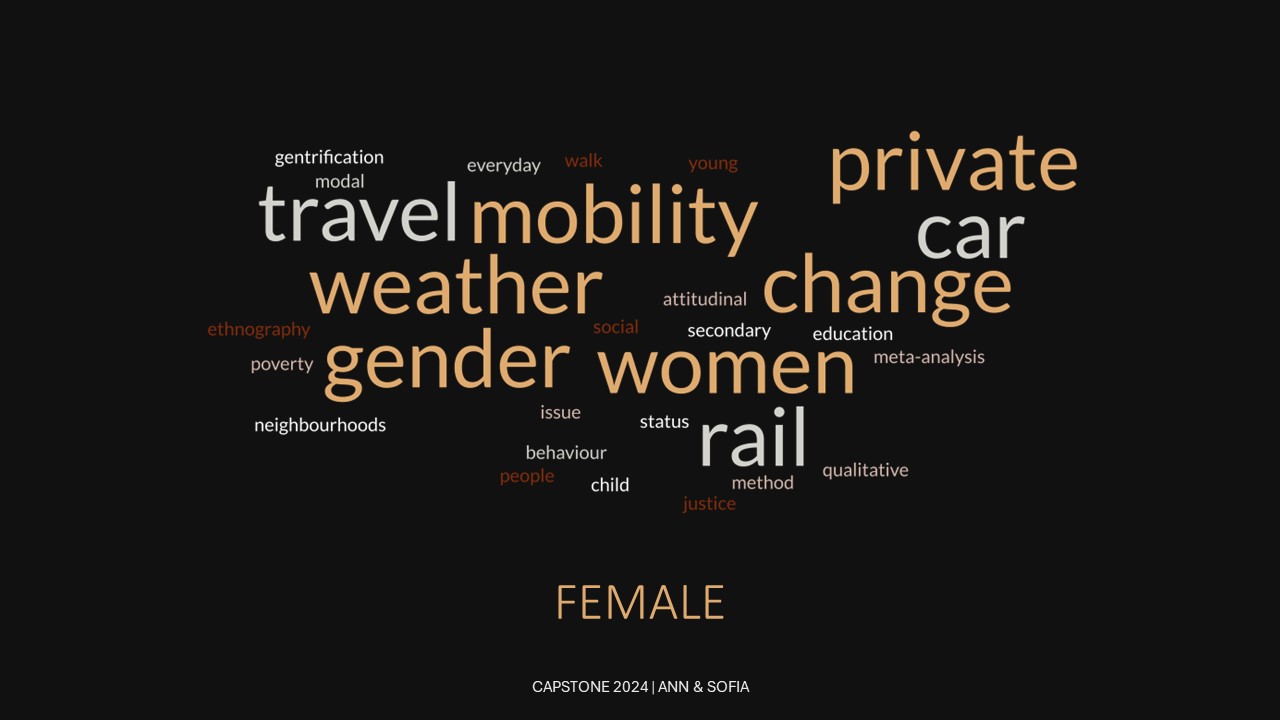 private
gentrification
everyday walk young
modal
travel mobility
car
weather
change
attitudinal
ethnography
social
secondary
education
gender
women
meta-analysis
poverty
issue
status
rail
neighbourhoods
behaviour
qualitative
people
child
method
justice
FEMALE
CAPSTONE 2024 | ANN & SOFIA